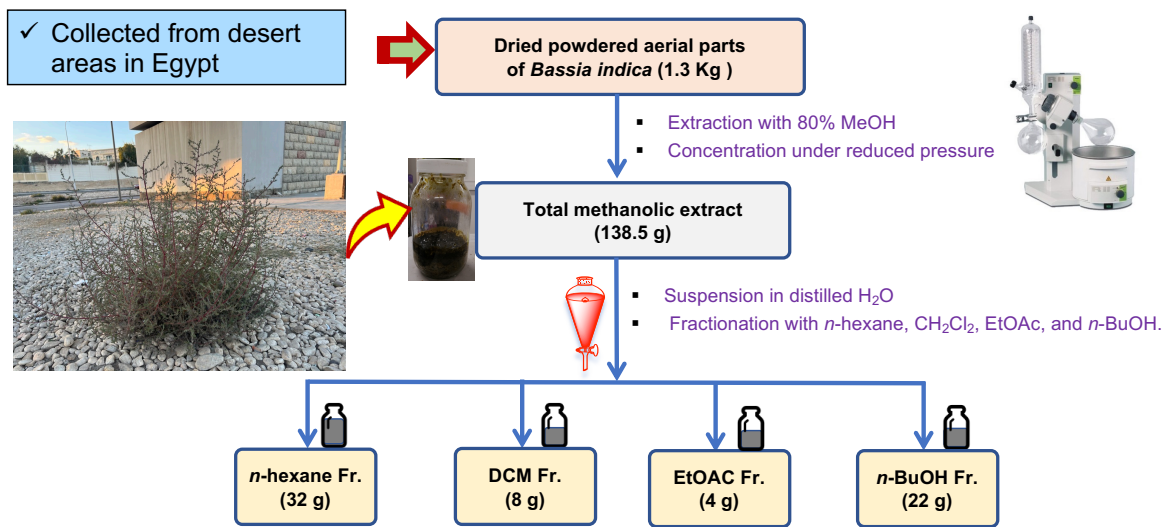 ✓ Collected from desert
areas in Egypt
Dried powdered aerial parts
of Bassia indica (1.3 Kg )
▪ Extraction with 80% MeOH
▪ Concentration under reduced pressure
Total methanolic extract
(138.5 g)
▪ Suspension in distilled H₂O
▪ Fractionation with n-hexane, CH₂Cl₂, EtOAc, and n-BuOH.
n-hexane Fr.
(32 g)
DCM Fr.
(8 g)
EtOAC Fr.
(4 g)
n-BuOH Fr.
(22 g)